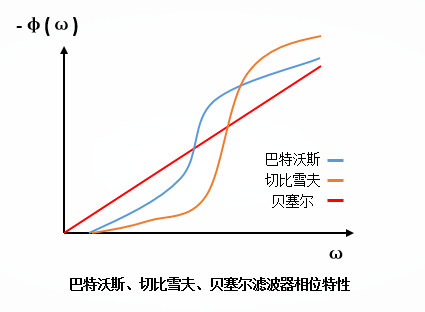 - ϕ ( ω )
巴特沃斯
切比雪夫
贝塞尔
ω
巴特沃斯、切比雪夫、贝塞尔滤波器相位特性